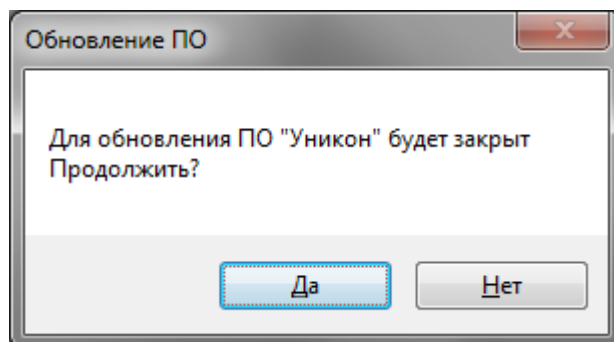 Обновление ПО
Для обновления ПО "Уникон" будет закрыт
Продолжить?
Да
Нет